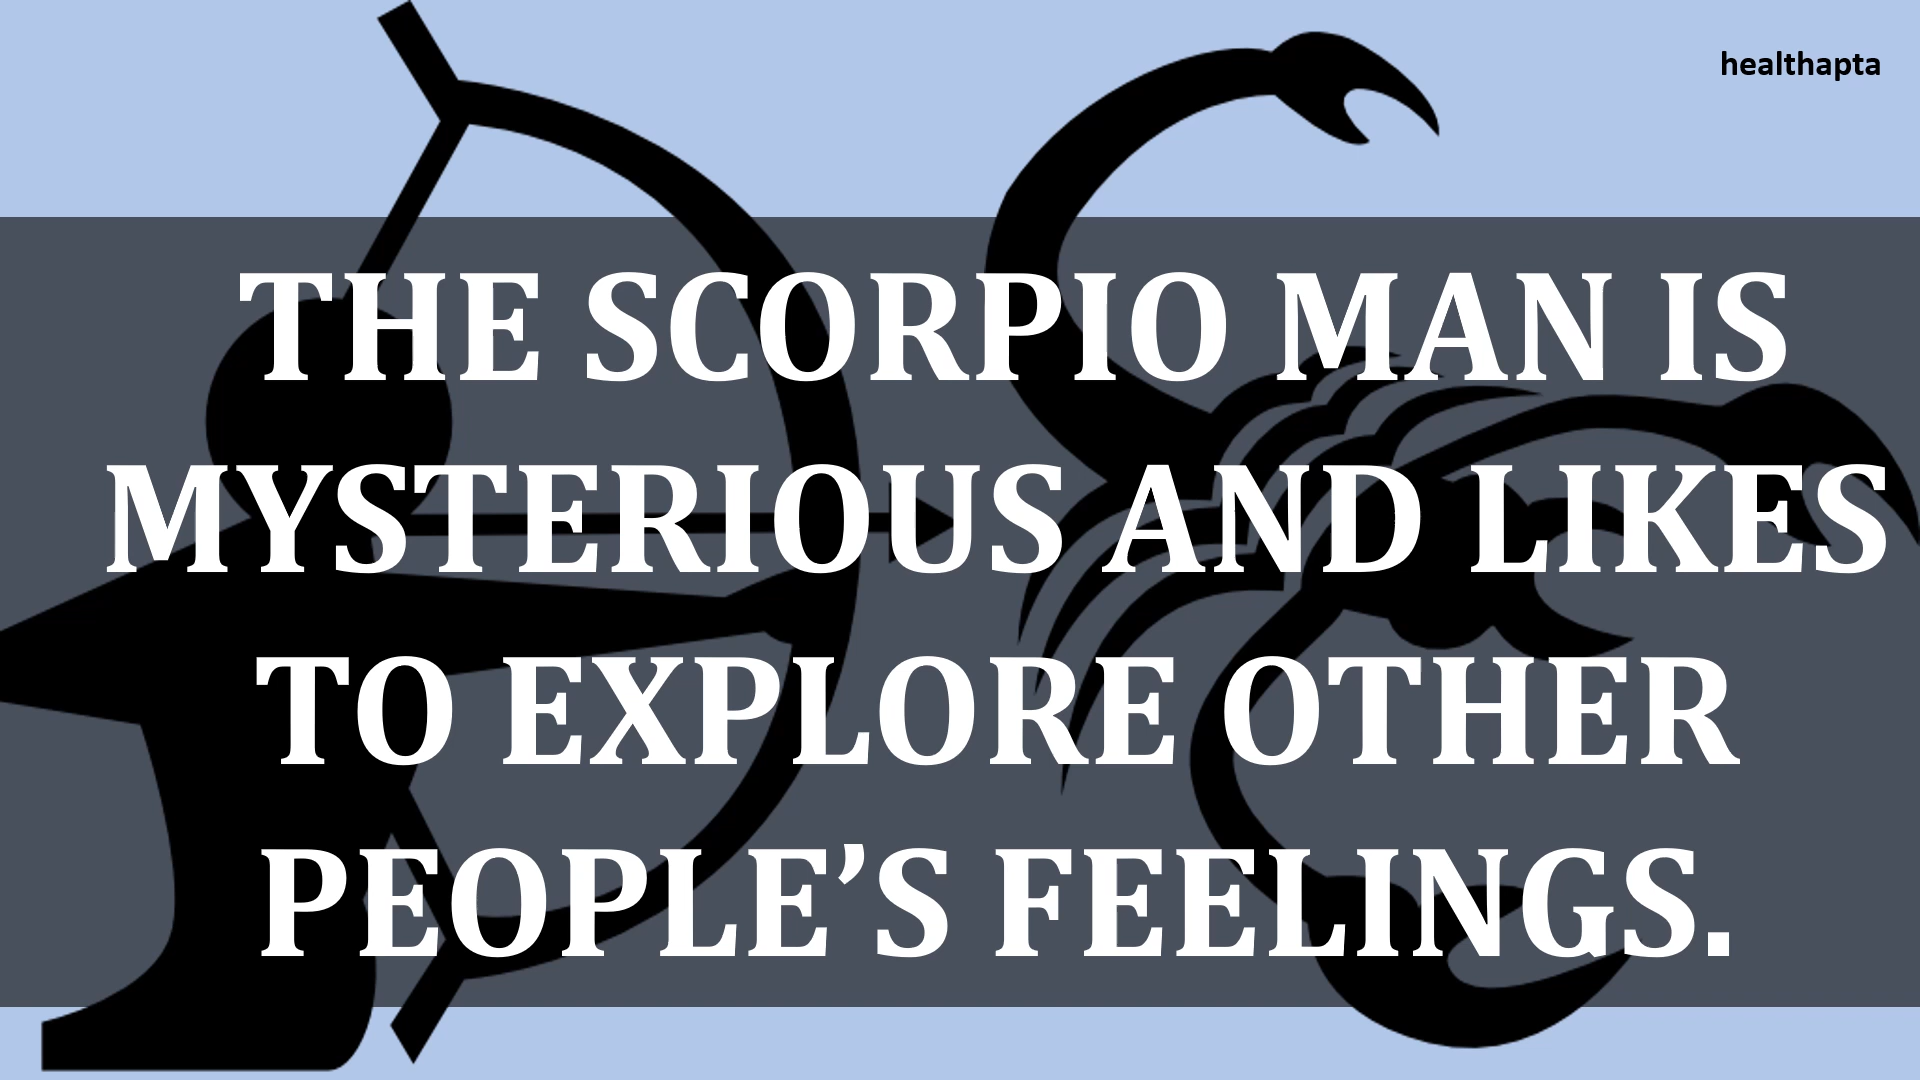 healthapta
THE SCORPIO MAN IS
MYSTERIOUS AND LIKES
TO EXPLORE OTHER
PEOPLE’S FEELINGS.